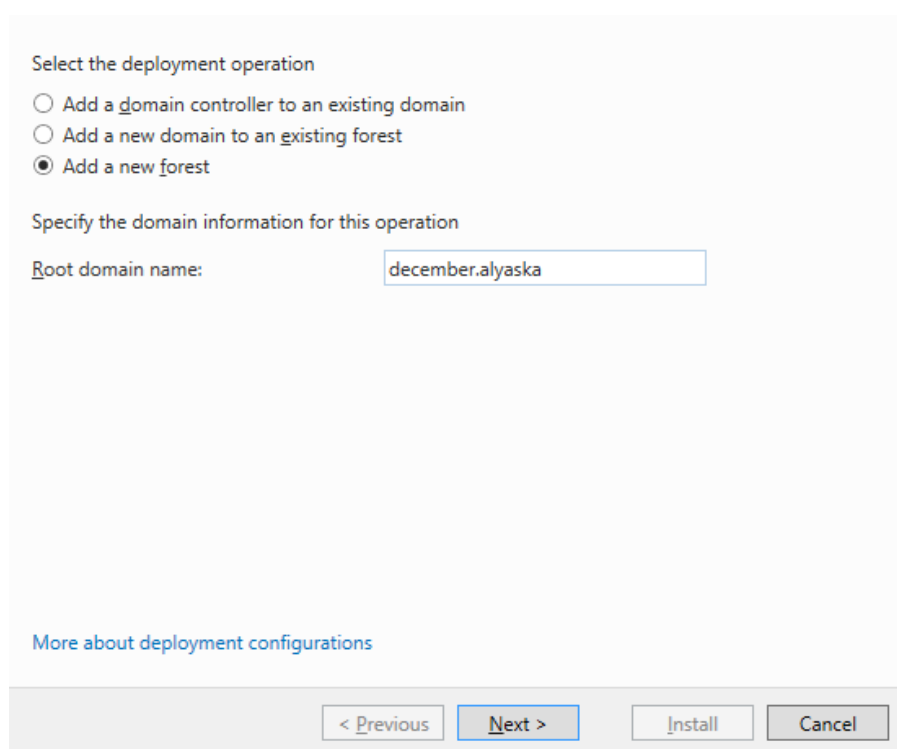 Select the deployment operation
Add a domain controller to an existing domain
Add a new domain to an existing forest
Add a new forest
Specify the domain information for this operation
Root domain name: december.alyaska
More about deployment configurations
< Previous Next > Install Cancel